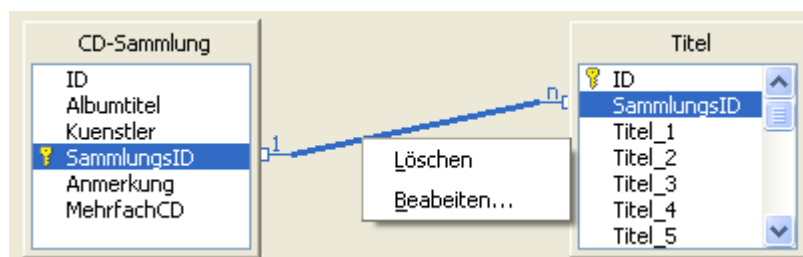 CD-Sammlung
ID
Albumtitel
Kuenstler
SammlungsID
Anmerkung
MehrfachCD
1
n
Löschen
Beabeiten...
Titel
ID
SammlungsID
Titel_1
Titel_2
Titel_3
Titel_4
Titel_5